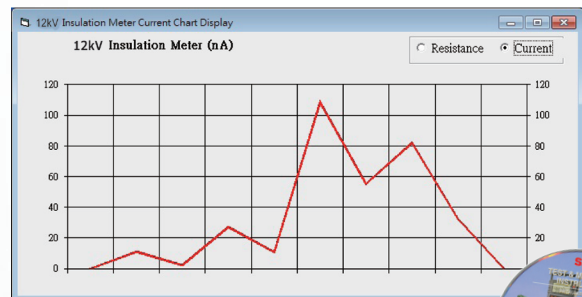 12kV Insulation Meter Current Chart Display
12kV Insulation Meter (nA)
Resistance Current
120 120
100 100
80 80
60 60
40 40
20 20
0